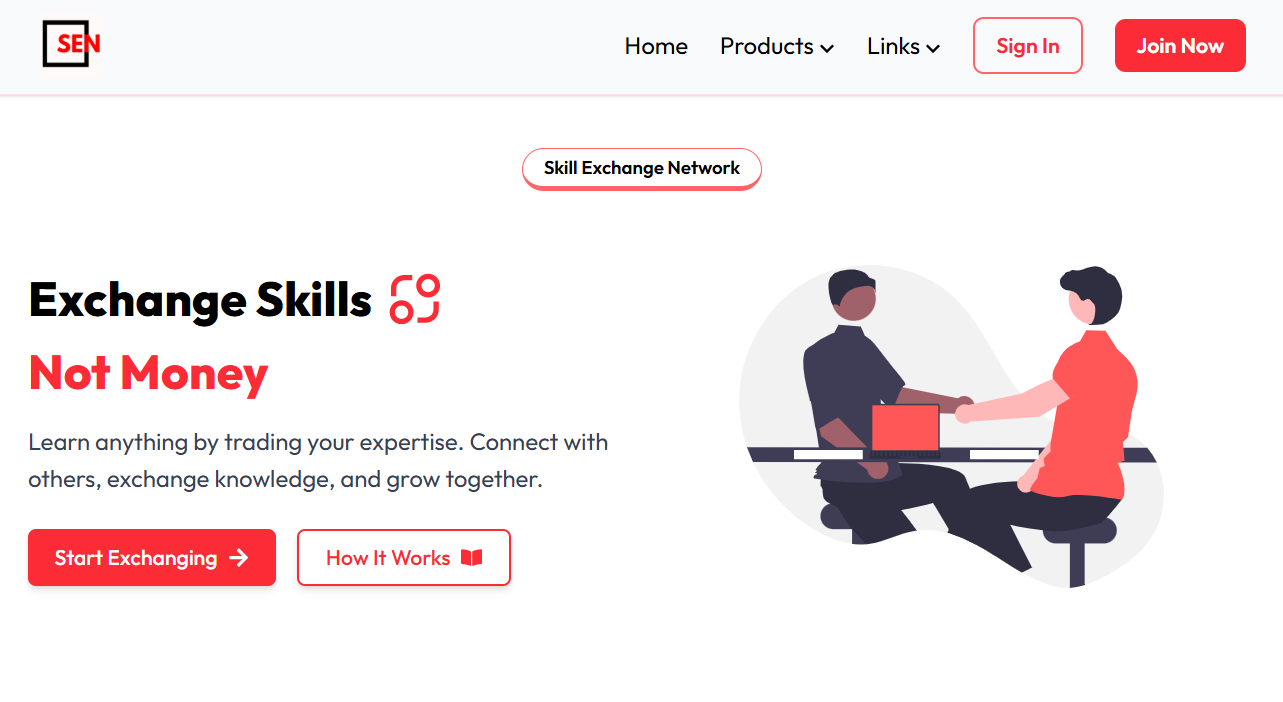 SEN
Home Products Links Sign In Join Now
Skill Exchange Network
Exchange Skills
Not Money
Learn anything by trading your expertise. Connect with
others, exchange knowledge, and grow together.
Start Exchanging How It Works